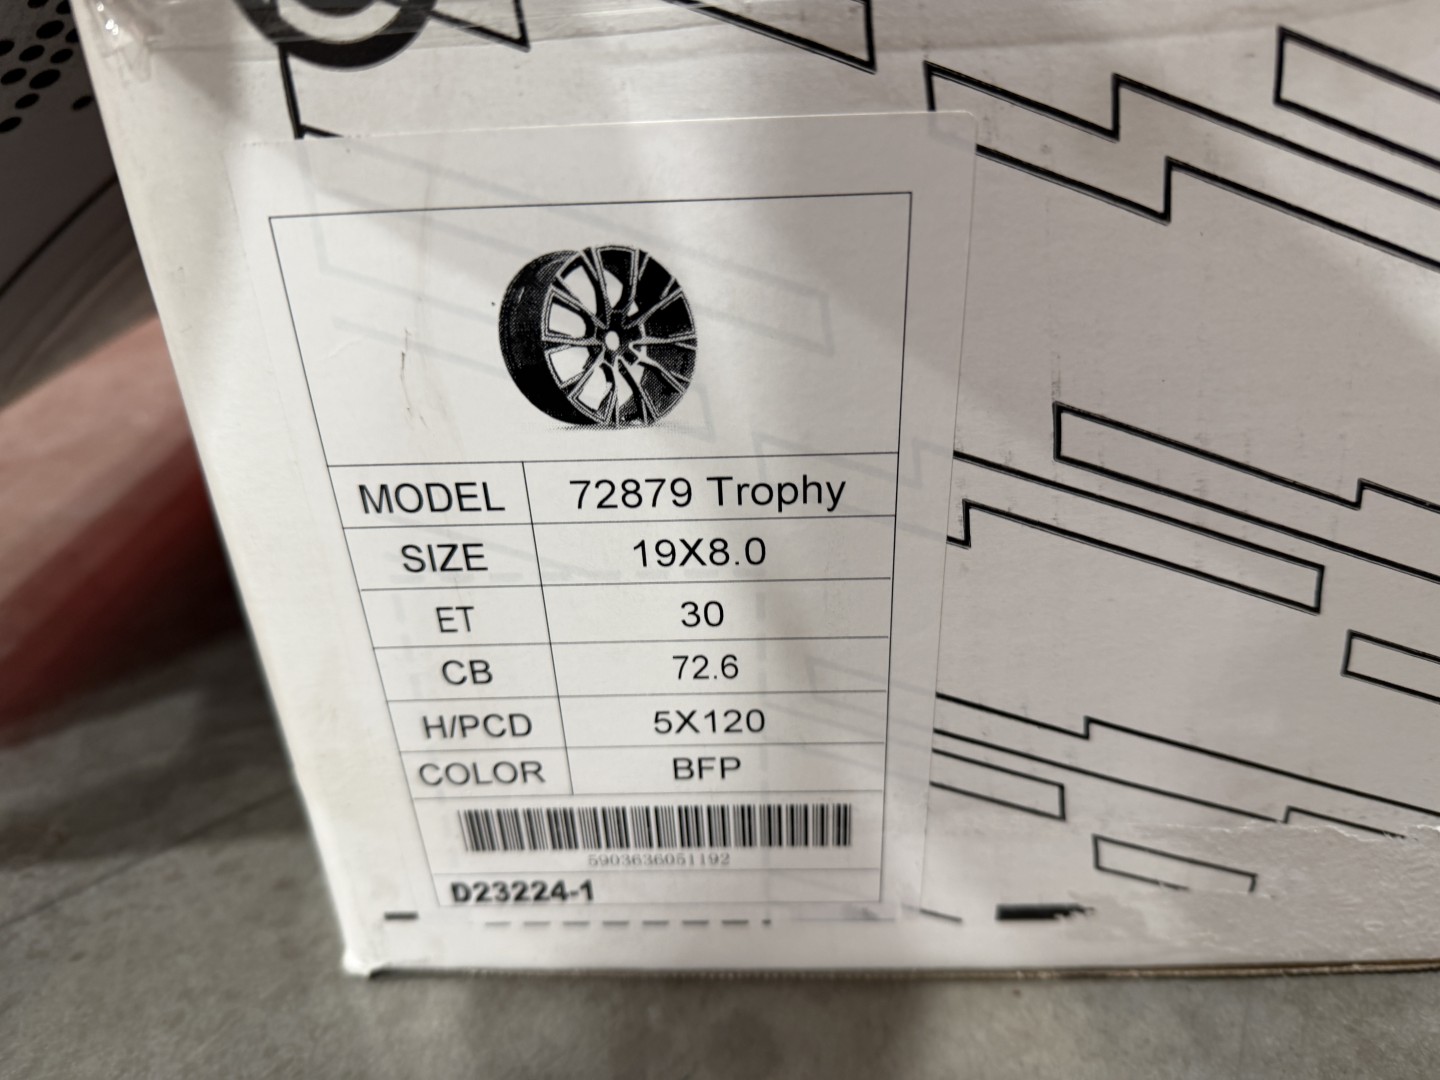 MODEL 72879 Trophy
SIZE 19X8.0
ET 30
CB 72.6
H/PCD 5X120
COLOR BFP
5903636051192
D23224-1